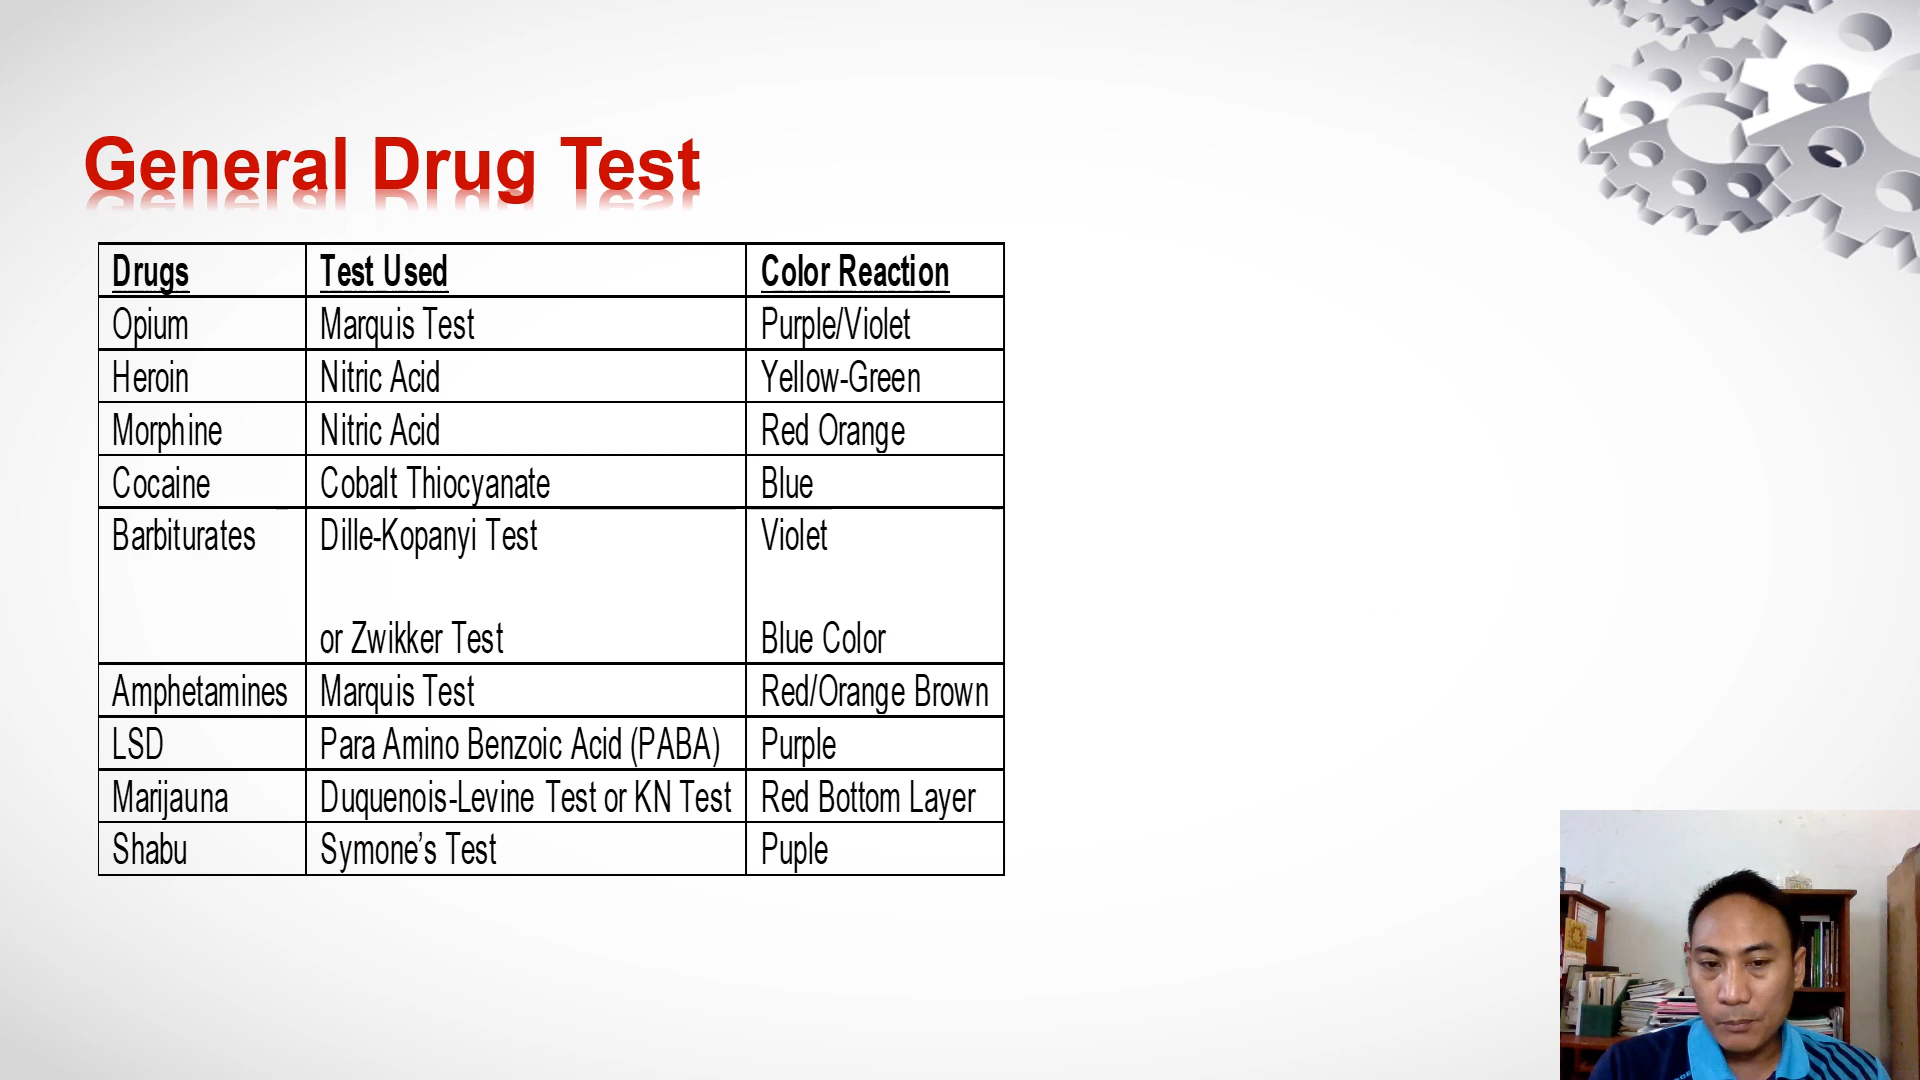 General Drug Test
Drugs Test Used Color Reaction
Opium Marquis Test Purple/Violet
Heroin Nitric Acid Yellow-Green
Morphine Nitric Acid Red Orange
Cocaine Cobalt Thiocyanate Blue
Barbiturates Dille-Kopanyi Test Violet
or Zwikker Test Blue Color
Amphetamines Marquis Test Red/Orange Brown
LSD Para Amino Benzoic Acid (PABA) Purple
Marijauna Duquenois-Levine Test or KN Test Red Bottom Layer
Shabu Symone's Test Puple